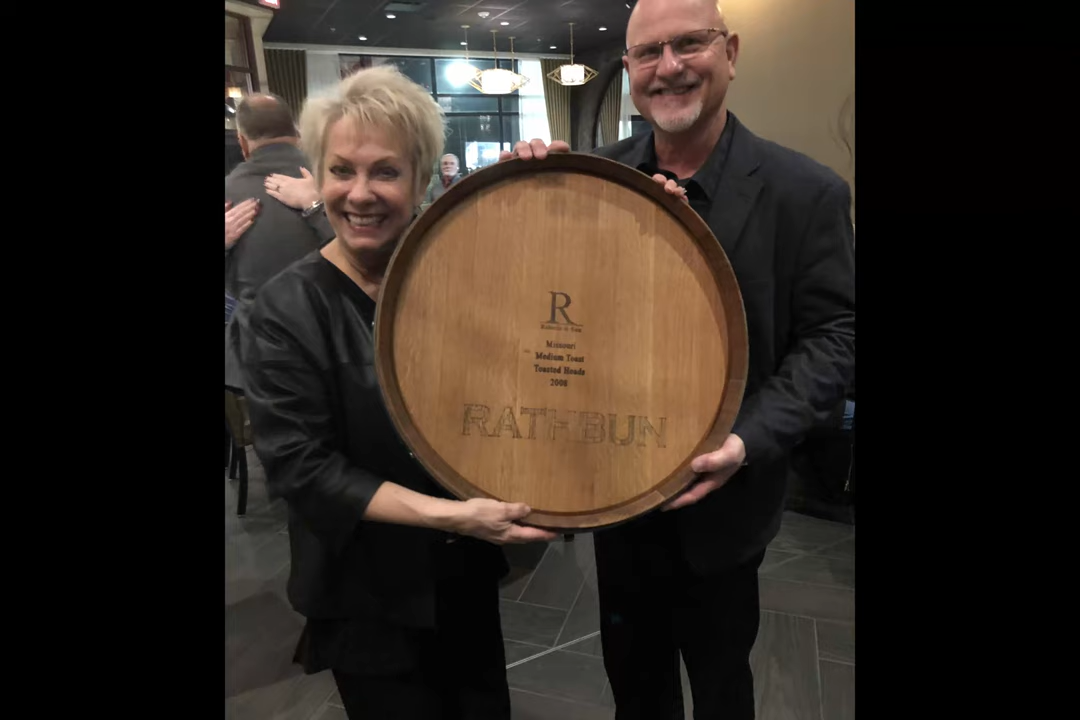 R
Missouri
Medium Toast
Toasted Heads
2008
RATHBUN